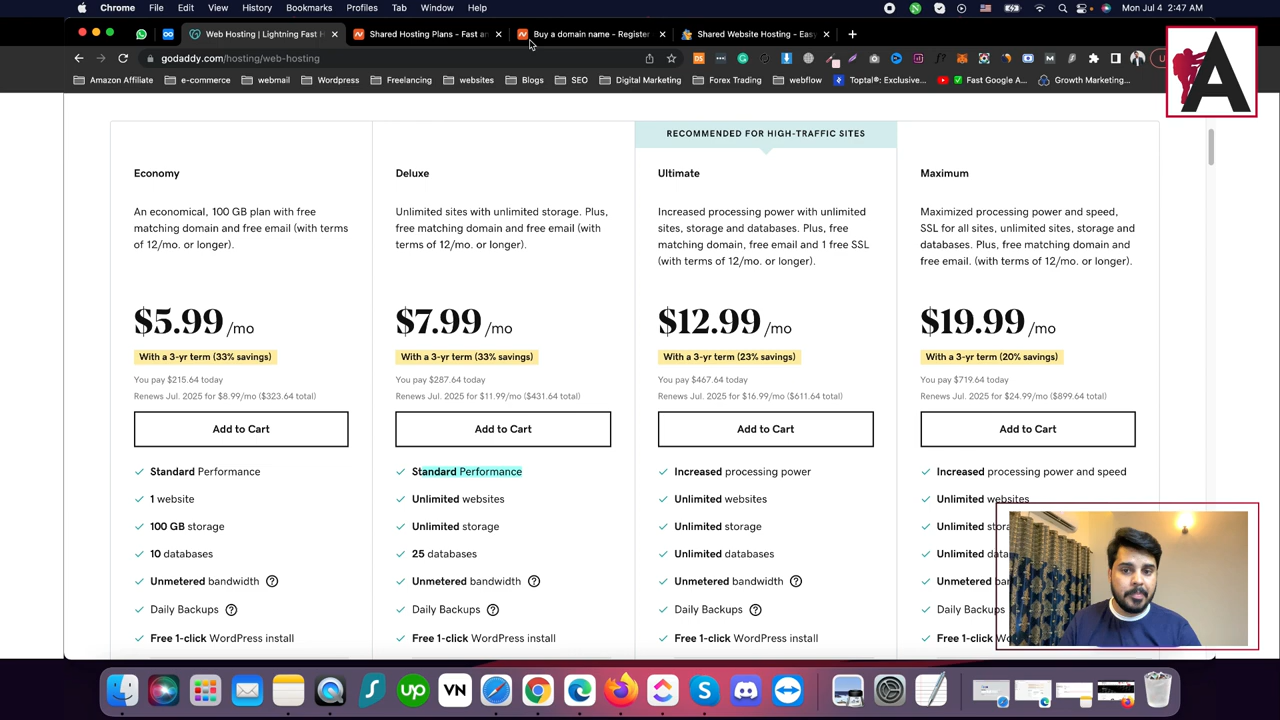 Chrome File Edit View History Bookmarks Profiles Tab Window Help
Mon Jul 4 2:47 AM
Web Hosting | Lightning Fast H
Shared Hosting Plans - Fast an
Buy a domain name - Register
Shared Website Hosting - Easy
godaddy.com/hosting/web-hosting
Amazon Affiliate e-commerce webmail Wordpress Freelancing websites Blogs SEO Digital Marketing Forex Trading webflow Toptal®: Exclusive... Fast Google A... Growth Marketing...
A
RECOMMENDED FOR HIGH-TRAFFIC SITES
Economy
An economical, 100 GB plan with free
matching domain and free email (with terms
of 12/mo. or longer).
$5.99 /mo
With a 3-yr term (33% savings)
You pay $215.64 today
Renews Jul. 2025 for $8.99/mo ($323.64 total)
Add to Cart
Standard Performance
1 website
100 GB storage
10 databases
Unmetered bandwidth
Daily Backups
Free 1-click WordPress install
Deluxe
Unlimited sites with unlimited storage. Plus,
free matching domain and free email (with
terms of 12/mo. or longer).
$7.99 /mo
With a 3-yr term (33% savings)
You pay $287.64 today
Renews Jul. 2025 for $11.99/mo ($431.64 total)
Add to Cart
Standard Performance
Unlimited websites
Unlimited storage
25 databases
Unmetered bandwidth
Daily Backups
Free 1-click WordPress install
Ultimate
Increased processing power with unlimited
sites, storage and databases. Plus, free
matching domain, free email and 1 free SSL
(with terms of 12/mo. or longer).
$12.99 /mo
With a 3-yr term (23% savings)
You pay $467.64 today
Renews Jul. 2025 for $16.99/mo ($611.64 total)
Add to Cart
Increased processing power
Unlimited websites
Unlimited storage
Unlimited databases
Unmetered bandwidth
Daily Backups
Free 1-click WordPress install
Maximum
Maximized processing power and speed,
SSL for all sites, unlimited sites, storage and
databases. Plus, free matching domain and
free email. (with terms of 12/mo. or longer).
$19.99 /mo
With a 3-yr term (20% savings)
You pay $719.64 today
Renews Jul. 2025 for $24.99/mo ($899.64 total)
Add to Cart
Increased processing power and speed
Unlimited websites
Unlimited
Unlimited
Unmetered
Daily Backups
Free 1-click
up
VN